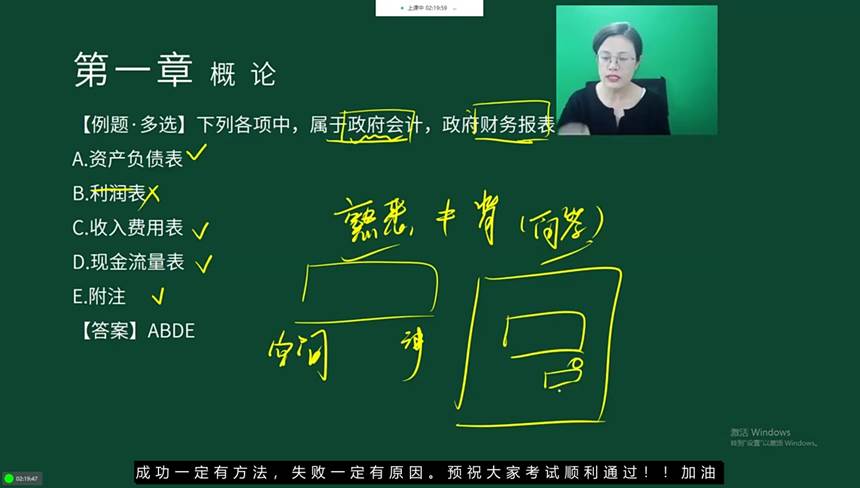 上课中 02:19:59
第一章 概 论
【例题·多选】下列各项中，属于政府会计，政府财务报表
A.资产负债表
B.利润表
C.收入费用表
D.现金流量表
E.附注
【答案】ABDE
熟悉，
激活 Windows
转到“设置”以激活 Windows。
02:19:47
成功一定有方法，失败一定有原因。预祝大家考试顺利通过！！加油